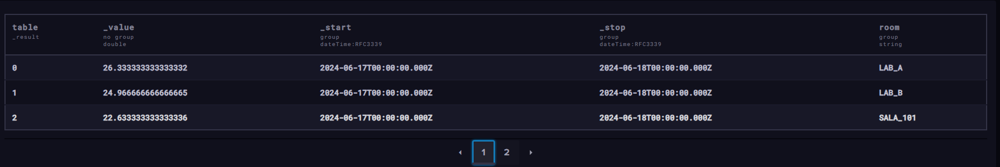 table _value _start _stop room
_result no group group group group
double dateTime:RFC3339 dateTime:RFC3339 string
0 26.333333333333332 2024-06-17T00:00:00.000Z 2024-06-18T00:00:00.000Z LAB_A
1 24.966666666666665 2024-06-17T00:00:00.000Z 2024-06-18T00:00:00.000Z LAB_B
2 22.633333333333336 2024-06-17T00:00:00.000Z 2024-06-18T00:00:00.000Z SALA_101
1 2